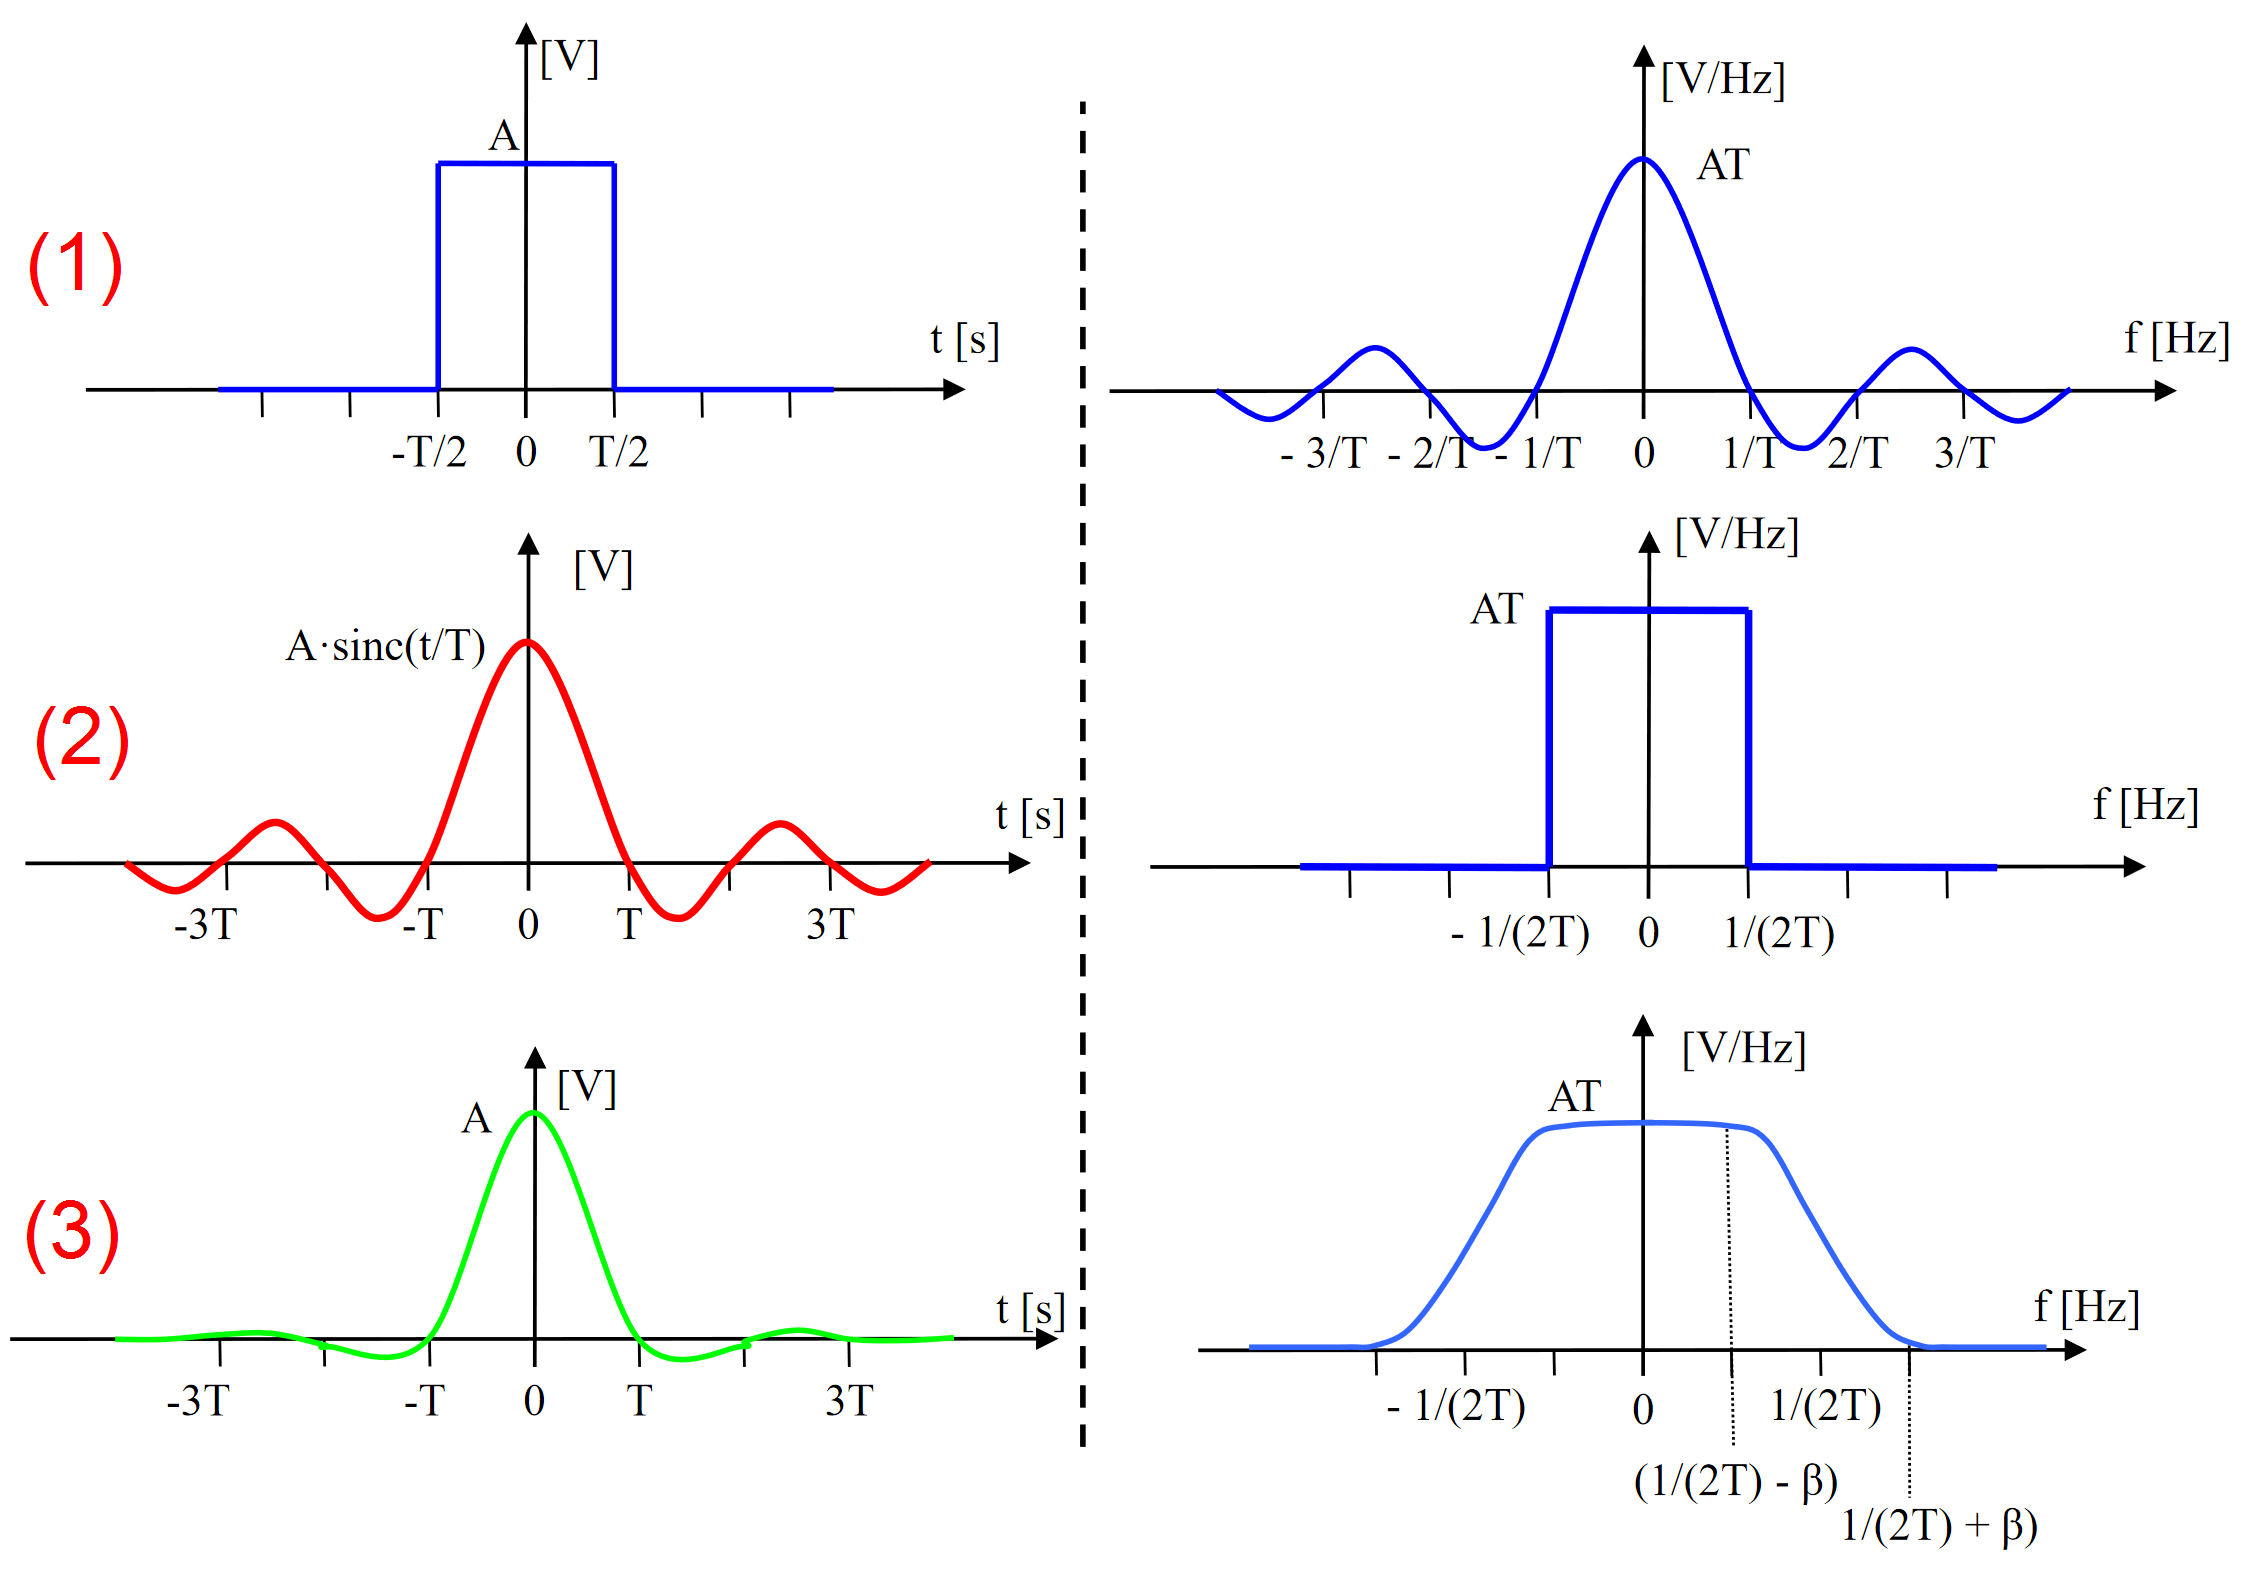 (1)
[V]
A
t [s]
-T/2 0 T/2
[V/Hz]
AT
f [Hz]
- 3/T - 2/T - 1/T 0 1/T 2/T 3/T
(2)
[V]
A·sinc(t/T)
t [s]
-3T -T 0 T 3T
[V/Hz]
AT
f [Hz]
- 1/(2T) 0 1/(2T)
(3)
[V]
A
t [s]
-3T -T 0 T 3T
[V/Hz]
AT
f [Hz]
- 1/(2T) 0 1/(2T)
(1/(2T) - β)
1/(2T) + β)